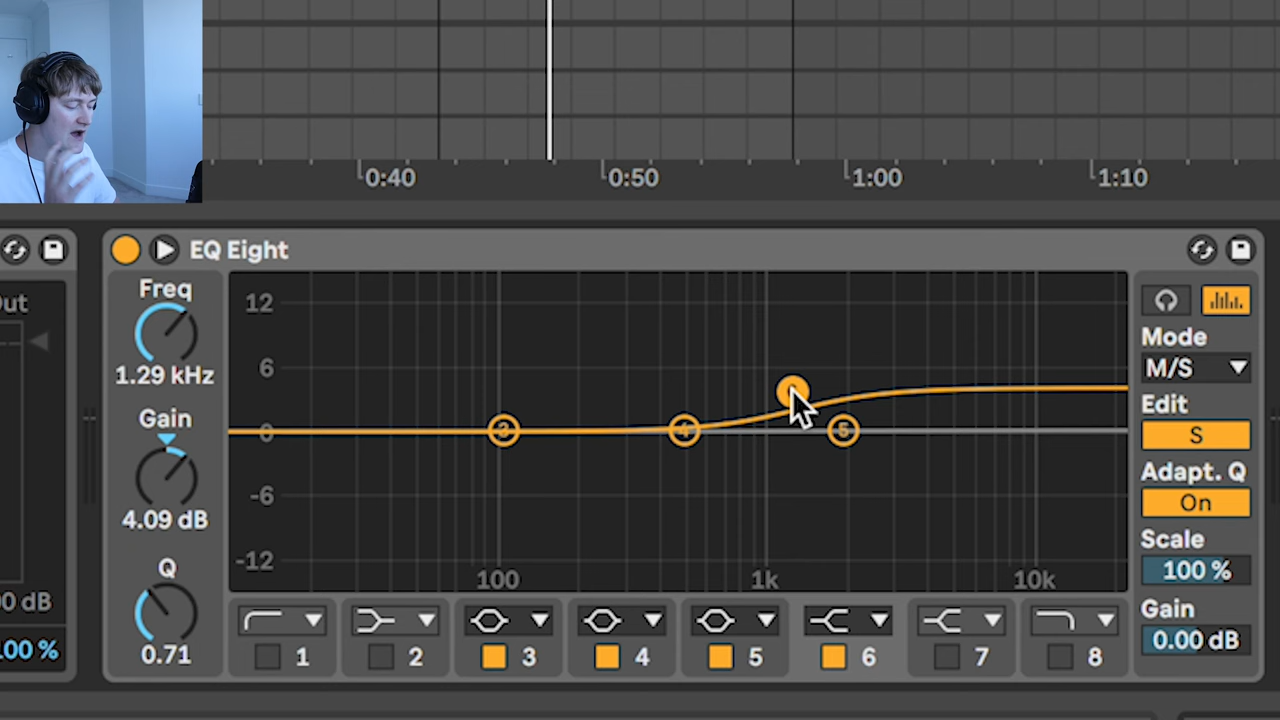 0:40 0:50 1:00 1:10
EQ Eight
Out
Freq
1.29 kHz
Gain
4.09 dB
Q
0.71
12
6
0
-6
-12
3 4 5
100 1k 10k
Mode
M/S
Edit
S
Adapt. Q
On
Scale
100 %
Gain
0.00 dB
00 dB
100 %
1 2 3 4 5 6 7 8